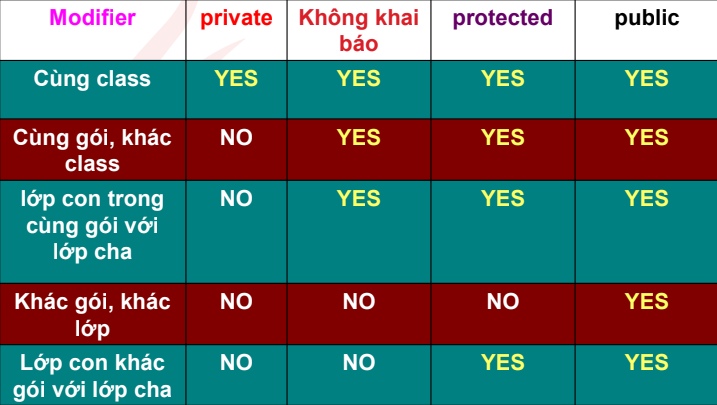 Modifier private Không khai protected public
báo
Cùng class YES YES YES YES
Cùng gói, khác NO YES YES YES
class
lớp con trong NO YES YES YES
cùng gói với
lớp cha
Khác gói, khác NO NO NO YES
lớp
Lớp con khác NO NO YES YES
gói với lớp cha